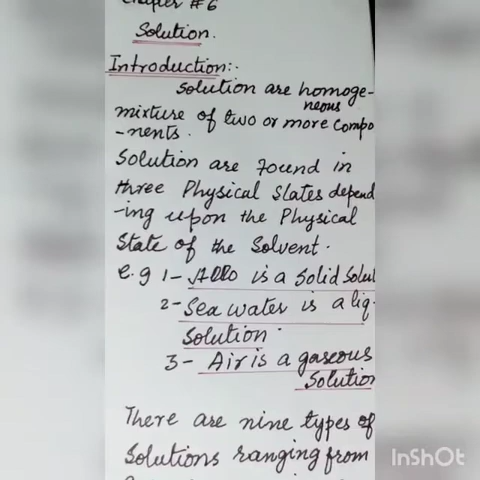 Chapter # 6
Solution.
Introduction:-
Solution are homoge-
neous
mixture of two or more compo
-nents.
Solution are found in
three Physical States depend
-ing upon the Physical
State of the Solvent.
e.g 1- Allo is a Solid Solut
2- Sea water is a liq-
Solution
3- Air is a gaseous
Solution
There are nine types of
Solutions ranging from
InShOt